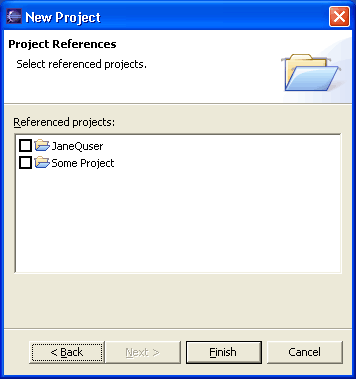 New Project
Project References
Select referenced projects.
Referenced projects:
JaneQuser
Some Project
< Back
Next >
Finish
Cancel